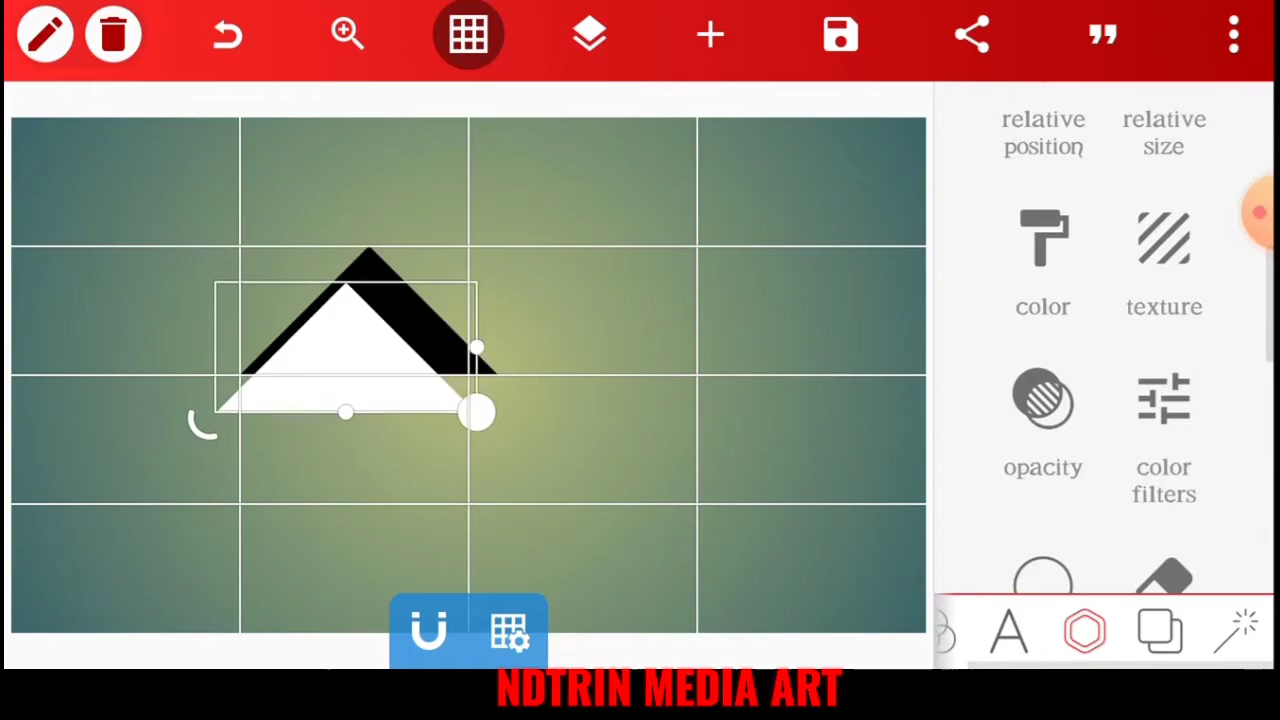 relative position
relative size
color
texture
opacity
color filters
NDTRIN MEDIA ART